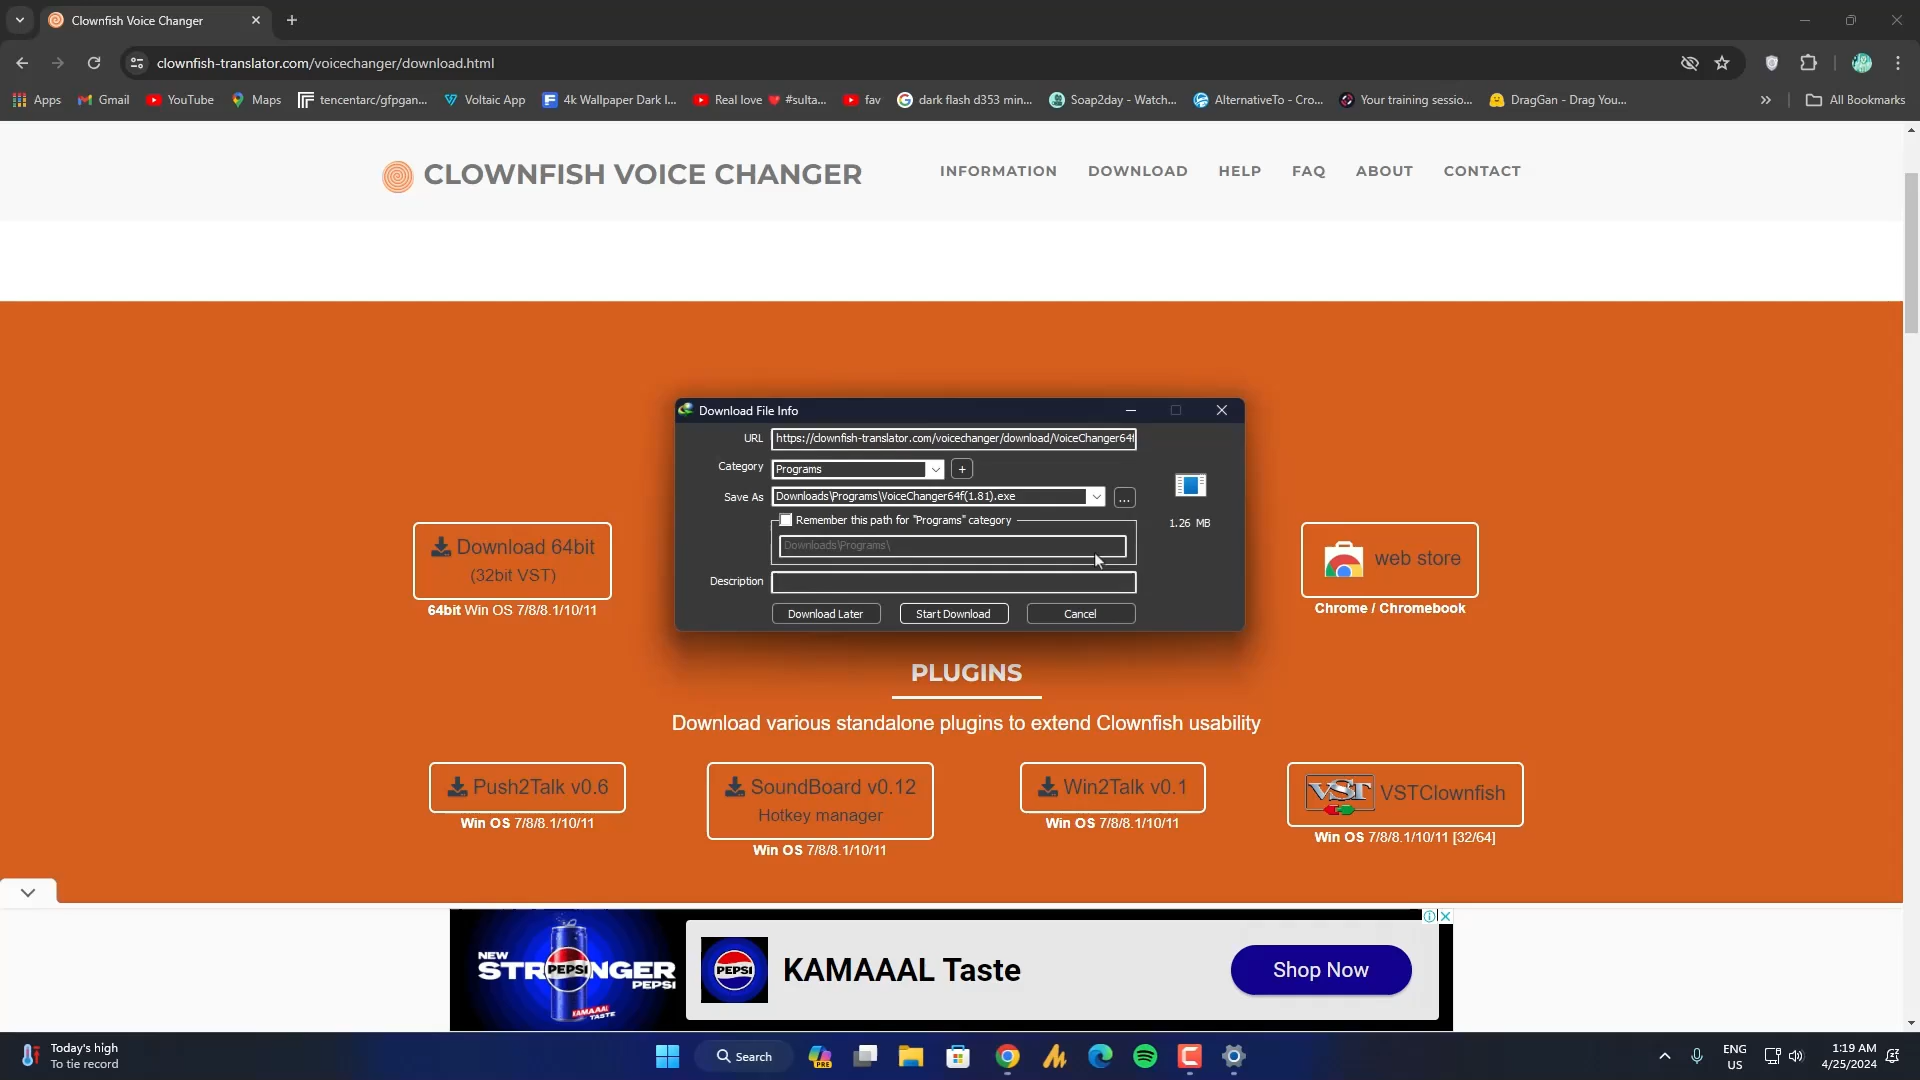 Clownfish Voice Changer
clownfish-translator.com/voicechanger/download.html
Apps
Gmail
YouTube
Maps
tencentarc/gfpgan...
Voltaic App
4k Wallpaper Dark I...
Real love ❤ #sulta...
fav
dark flash d353 min...
Soap2day - Watch...
AlternativeTo - Cro...
Your training sessio...
DragGan - Drag You...
All Bookmarks
CLOWNFISH VOICE CHANGER
INFORMATION
DOWNLOAD
HELP
FAQ
ABOUT
CONTACT
Download File Info
URL
https://clownfish-translator.com/voicechanger/download/VoiceChanger64f
Category
Programs
+
Save As
Downloads\Programs\VoiceChanger64f(1.81).exe
...
1.26 MB
Remember this path for "Programs" category
Downloads\Programs\
Description
Download Later
Start Download
Cancel
Download 64bit
(32bit VST)
64bit Win OS 7/8/8.1/10/11
web store
Chrome / Chromebook
PLUGINS
Download various standalone plugins to extend Clownfish usability
Push2Talk v0.6
Win OS 7/8/8.1/10/11
SoundBoard v0.12
Hotkey manager
Win OS 7/8/8.1/10/11
Win2Talk v0.1
Win OS 7/8/8.1/10/11
VST
VSTClownfish
Win OS 7/8/8.1/10/11 [32/64]
NEW
STRONGER
PEPSI
PEPSI
KAMAAAL
TASTE
PEPSI
KAMAAAL Taste
Shop Now
Today's high
To tie record
Search
PRE
ENG
US
1:19 AM
4/25/2024